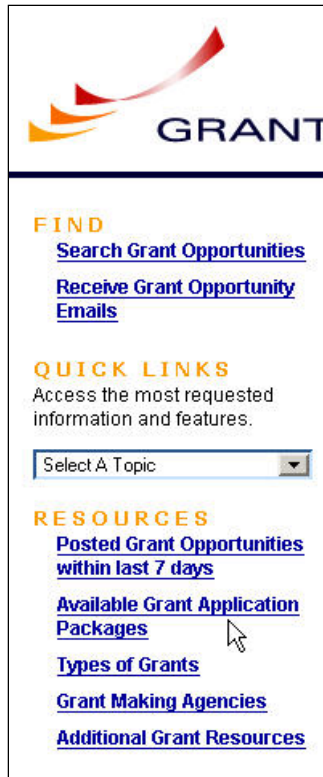 GRANT
FIND
Search Grant Opportunities
Receive Grant Opportunity
Emails
QUICK LINKS
Access the most requested
information and features.
Select A Topic
RESOURCES
Posted Grant Opportunities
within last 7 days
Available Grant Application
Packages
Types of Grants
Grant Making Agencies
Additional Grant Resources